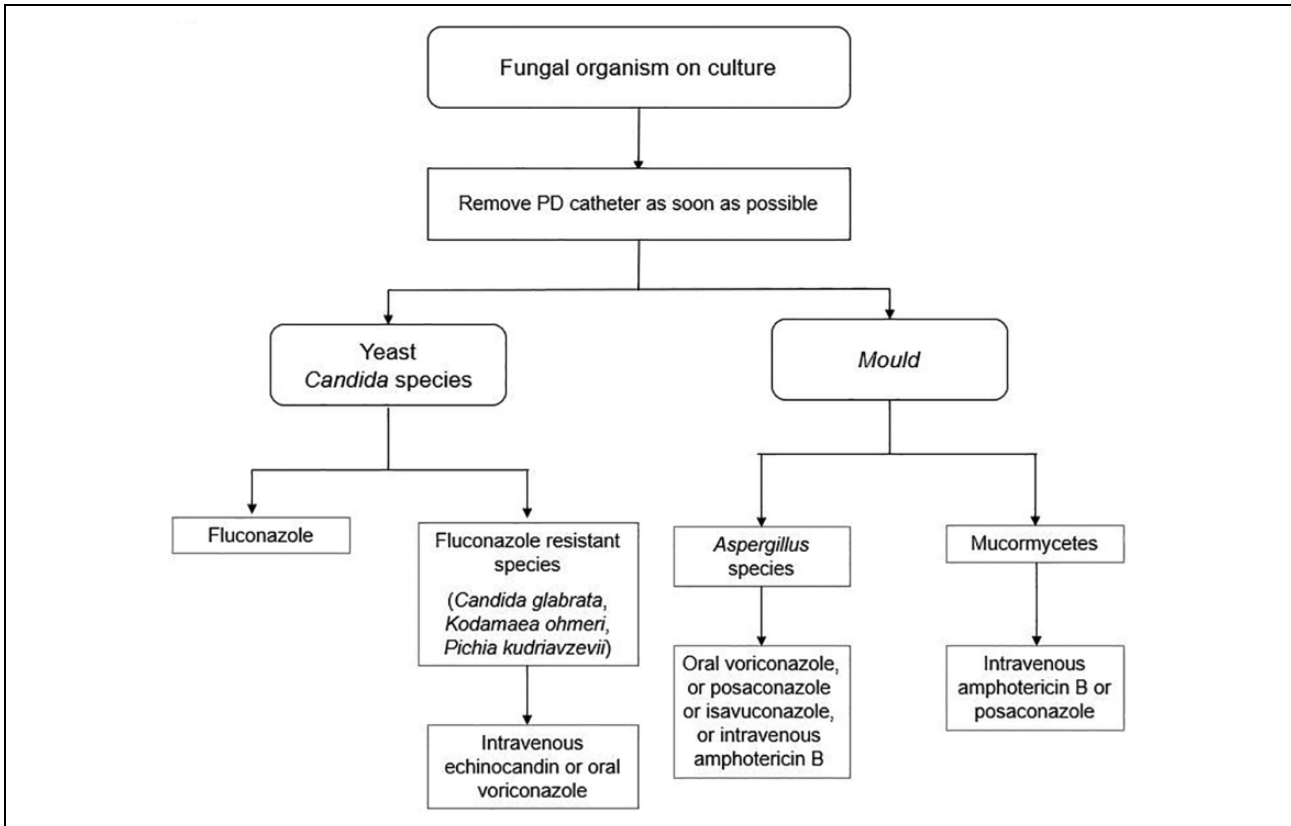 Fungal organism on culture
Remove PD catheter as soon as possible
Yeast
Candida species
Mould
Fluconazole
Fluconazole resistant
species
(Candida glabrata,
Kodamaea ohmeri,
Pichia kudriavzevii)
Intravenous
echinocandin or oral
voriconazole
Aspergillus
species
Oral voriconazole,
or posaconazole
or isavuconazole,
or intravenous
amphotericin B
Mucormycetes
Intravenous
amphotericin B or
posaconazole